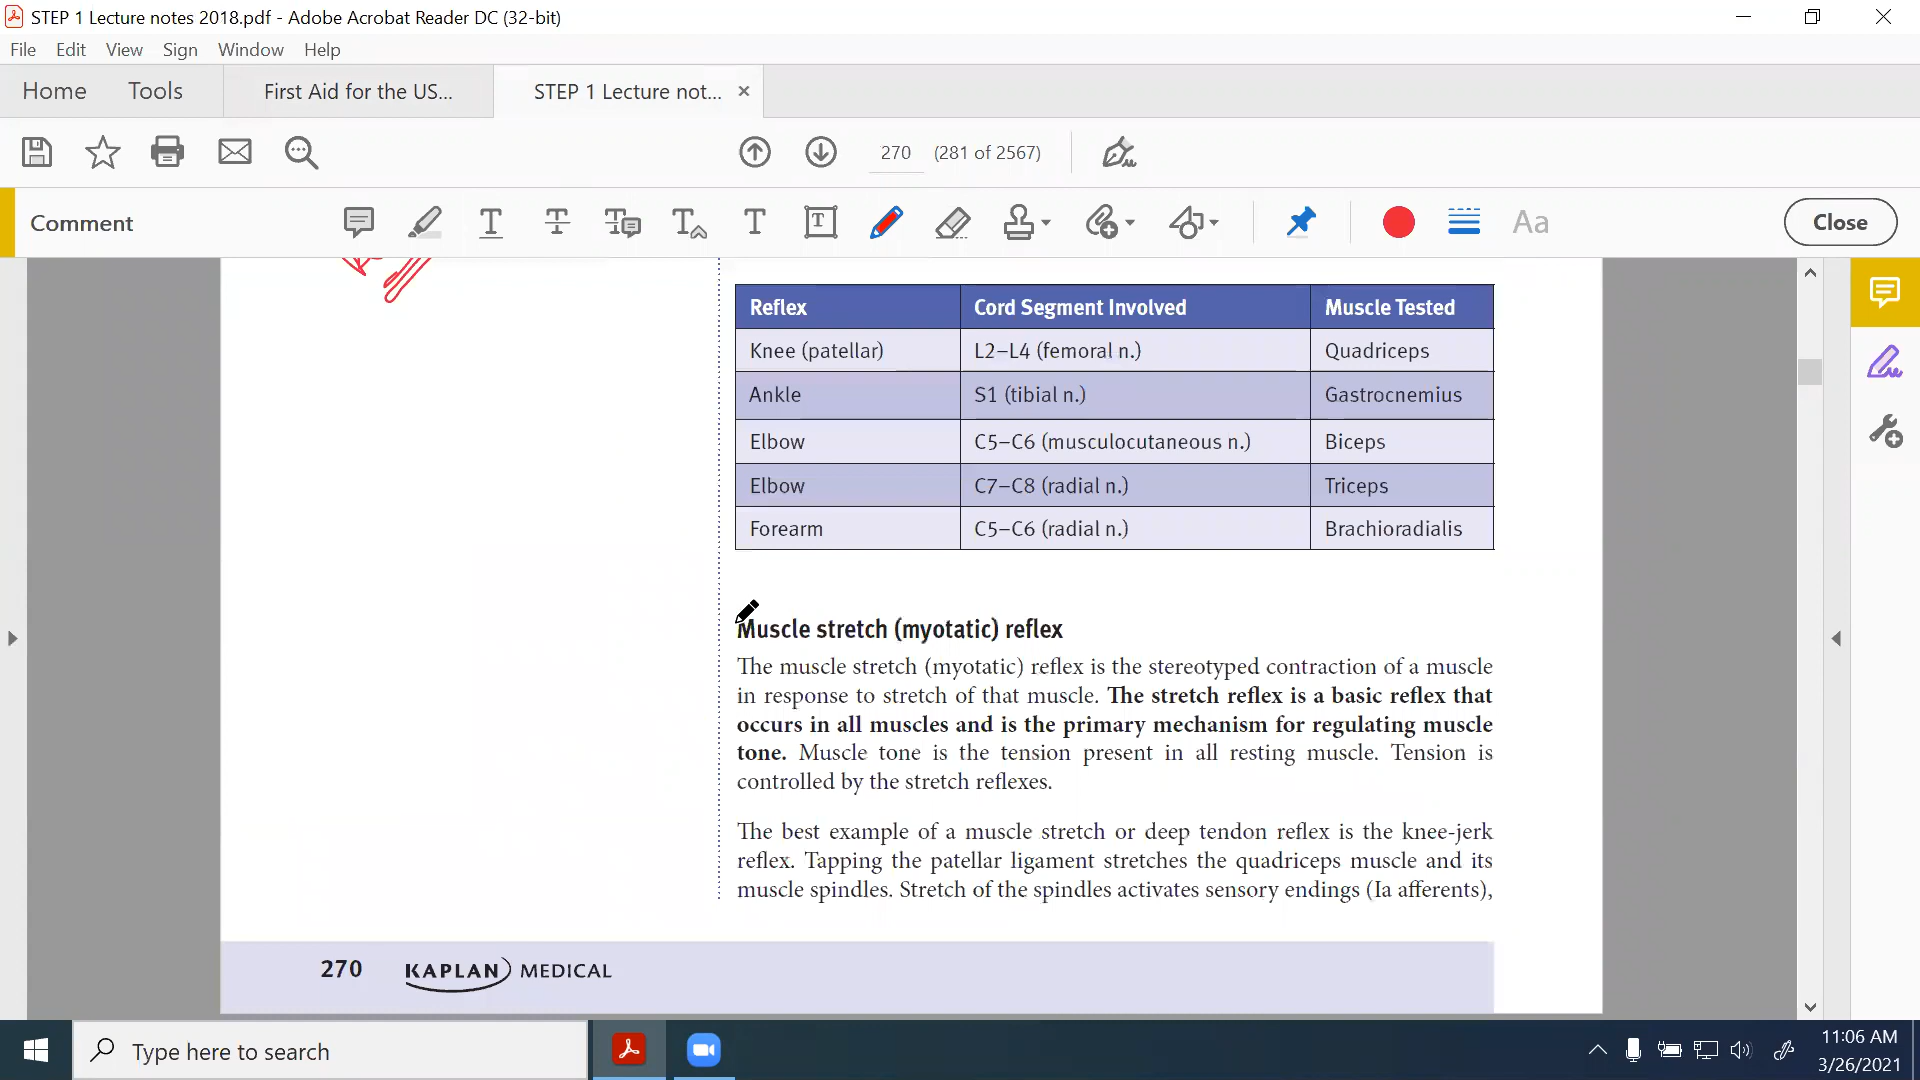 STEP 1 Lecture notes 2018.pdf - Adobe Acrobat Reader DC (32-bit)
File Edit View Sign Window Help
Home Tools First Aid for the US... STEP 1 Lecture not... ×
270 (281 of 2567)
Comment Aa Close
Reflex Cord Segment Involved Muscle Tested
Knee (patellar) L2–L4 (femoral n.) Quadriceps
Ankle S1 (tibial n.) Gastrocnemius
Elbow C5–C6 (musculocutaneous n.) Biceps
Elbow C7–C8 (radial n.) Triceps
Forearm C5–C6 (radial n.) Brachioradialis
Muscle stretch (myotatic) reflex
The muscle stretch (myotatic) reflex is the stereotyped contraction of a muscle
in response to stretch of that muscle. The stretch reflex is a basic reflex that
occurs in all muscles and is the primary mechanism for regulating muscle
tone. Muscle tone is the tension present in all resting muscle. Tension is
controlled by the stretch reflexes.
The best example of a muscle stretch or deep tendon reflex is the knee-jerk
reflex. Tapping the patellar ligament stretches the quadriceps muscle and its
muscle spindles. Stretch of the spindles activates sensory endings (Ia afferents),
270 KAPLAN MEDICAL
Type here to search
11:06 AM
3/26/2021